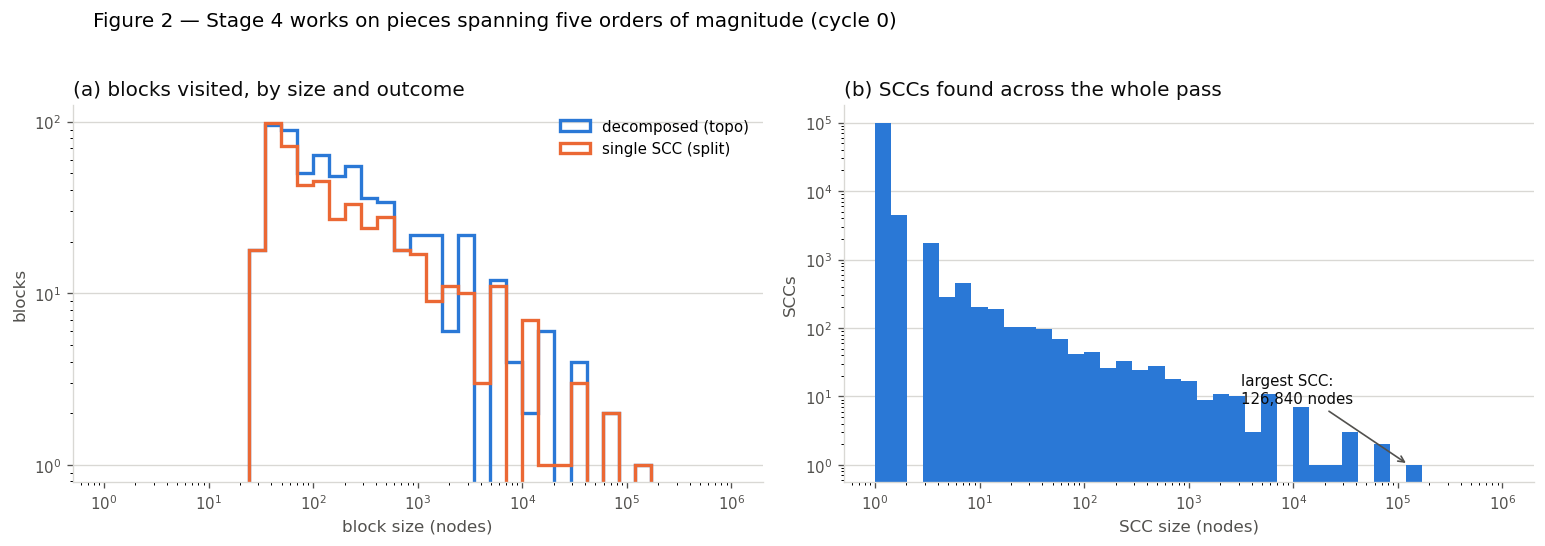 Figure 2 — Stage 4 works on pieces spanning five orders of magnitude (cycle 0)
(a) blocks visited, by size and outcome
decomposed (topo)
single SCC (split)
blocks
10²
10¹
10⁰
10⁰ 10¹ 10² 10³ 10⁴ 10⁵ 10⁶
block size (nodes)
(b) SCCs found across the whole pass
SCCs
10⁵
10⁴
10³
10²
10¹
10⁰
largest SCC:
126,840 nodes
10⁰ 10¹ 10² 10³ 10⁴ 10⁵ 10⁶
SCC size (nodes)